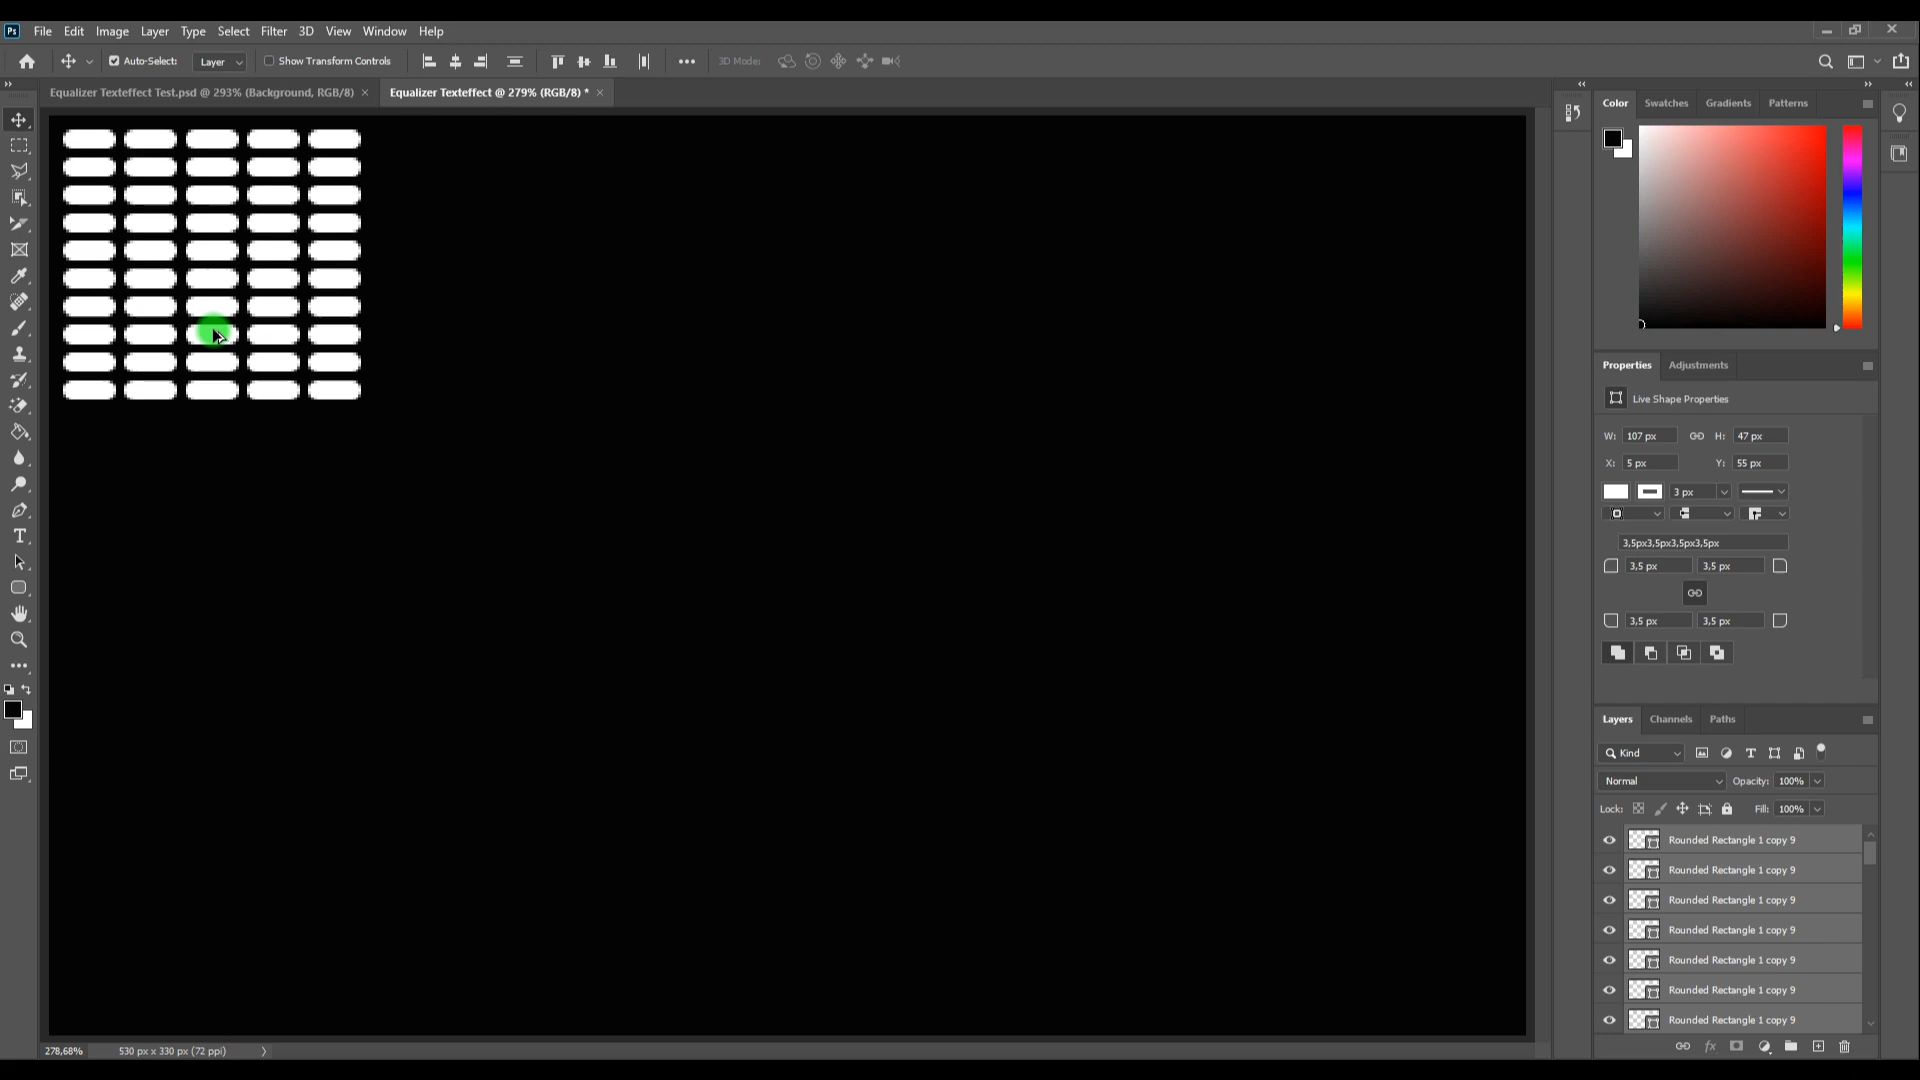 Ps File Edit Image Layer Type Select Filter 3D View Window Help
Auto-Select: Layer Show Transform Controls 3D Mode:
Equalizer Texteffect Test.psd @ 293% (Background, RGB/8) × Equalizer Texteffect @ 279% (RGB/8) * ×
Color Swatches Gradients Patterns
Properties Adjustments
Live Shape Properties
W: 107 px H: 47 px
X: 5 px Y: 55 px
3 px
3,5px3,5px3,5px3,5px
3,5 px 3,5 px
3,5 px 3,5 px
Layers Channels Paths
Kind
Normal Opacity: 100%
Lock: Fill: 100%
Rounded Rectangle 1 copy 9
Rounded Rectangle 1 copy 9
Rounded Rectangle 1 copy 9
Rounded Rectangle 1 copy 9
Rounded Rectangle 1 copy 9
Rounded Rectangle 1 copy 9
Rounded Rectangle 1 copy 9
fx
278,68% 530 px x 330 px (72 ppi)